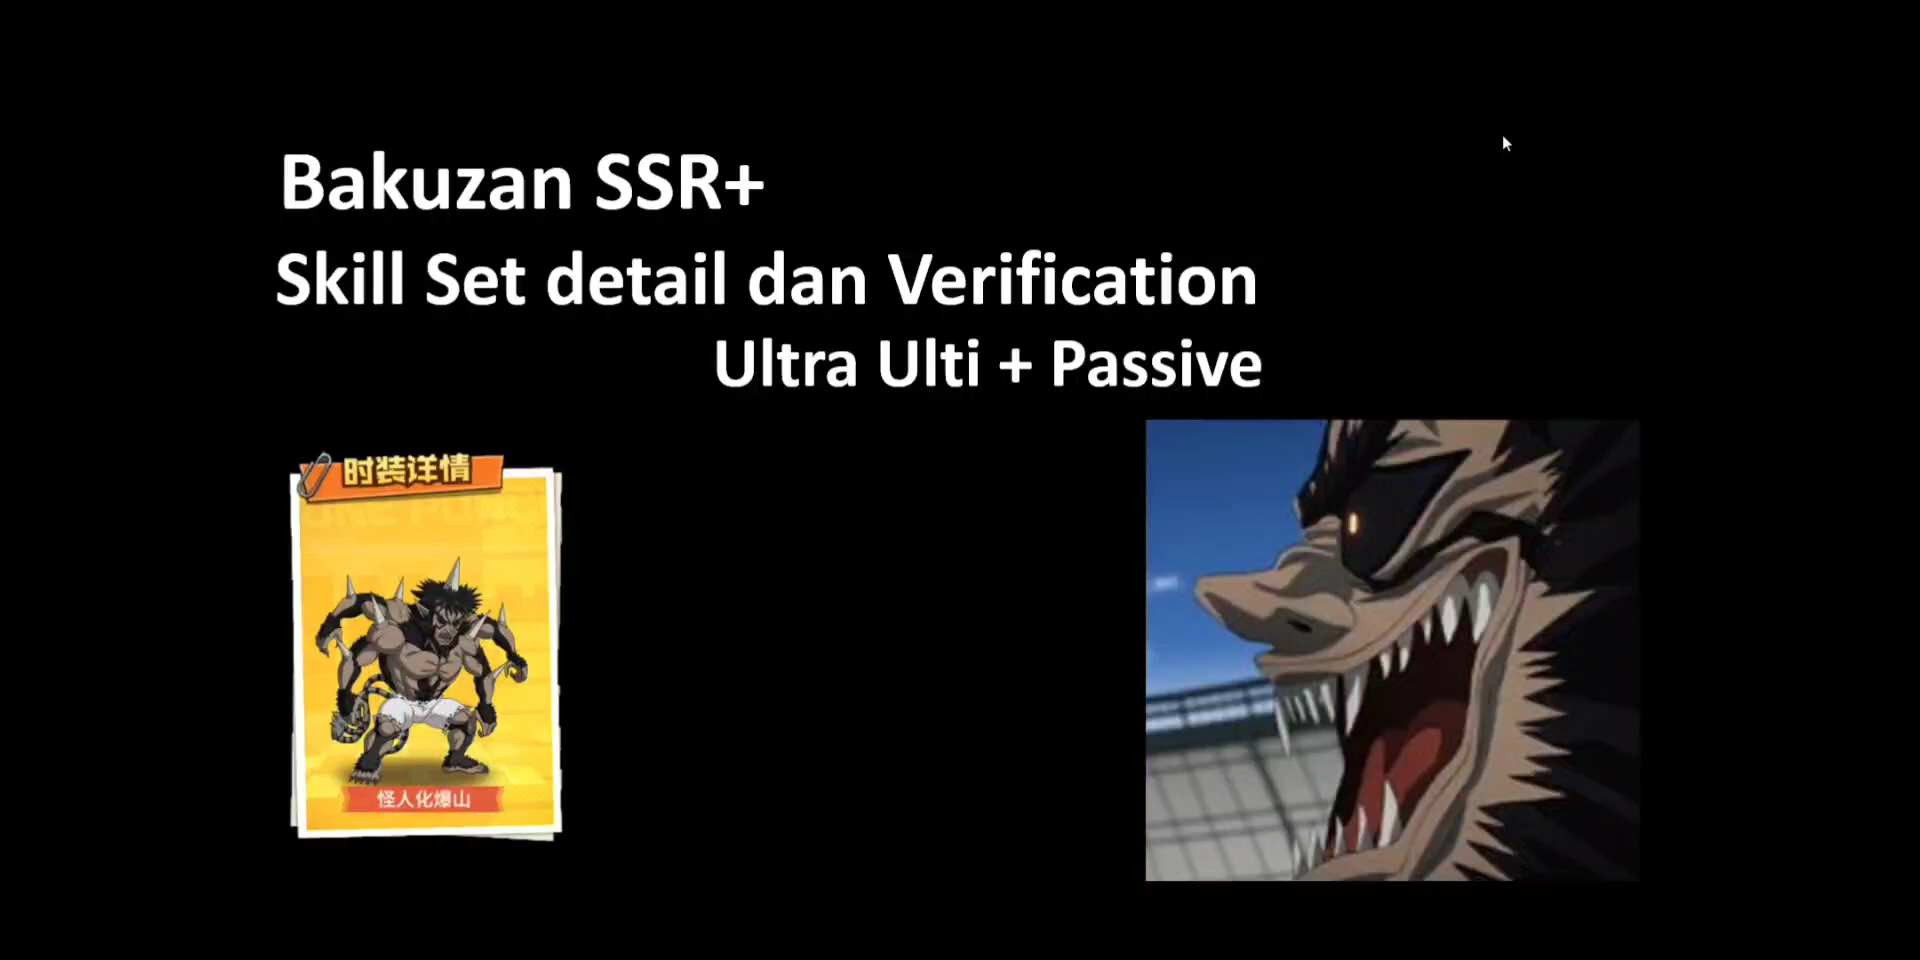 Bakuzan SSR+
Skill Set detail dan Verification
Ultra Ulti + Passive
时装详情
怪人化爆山